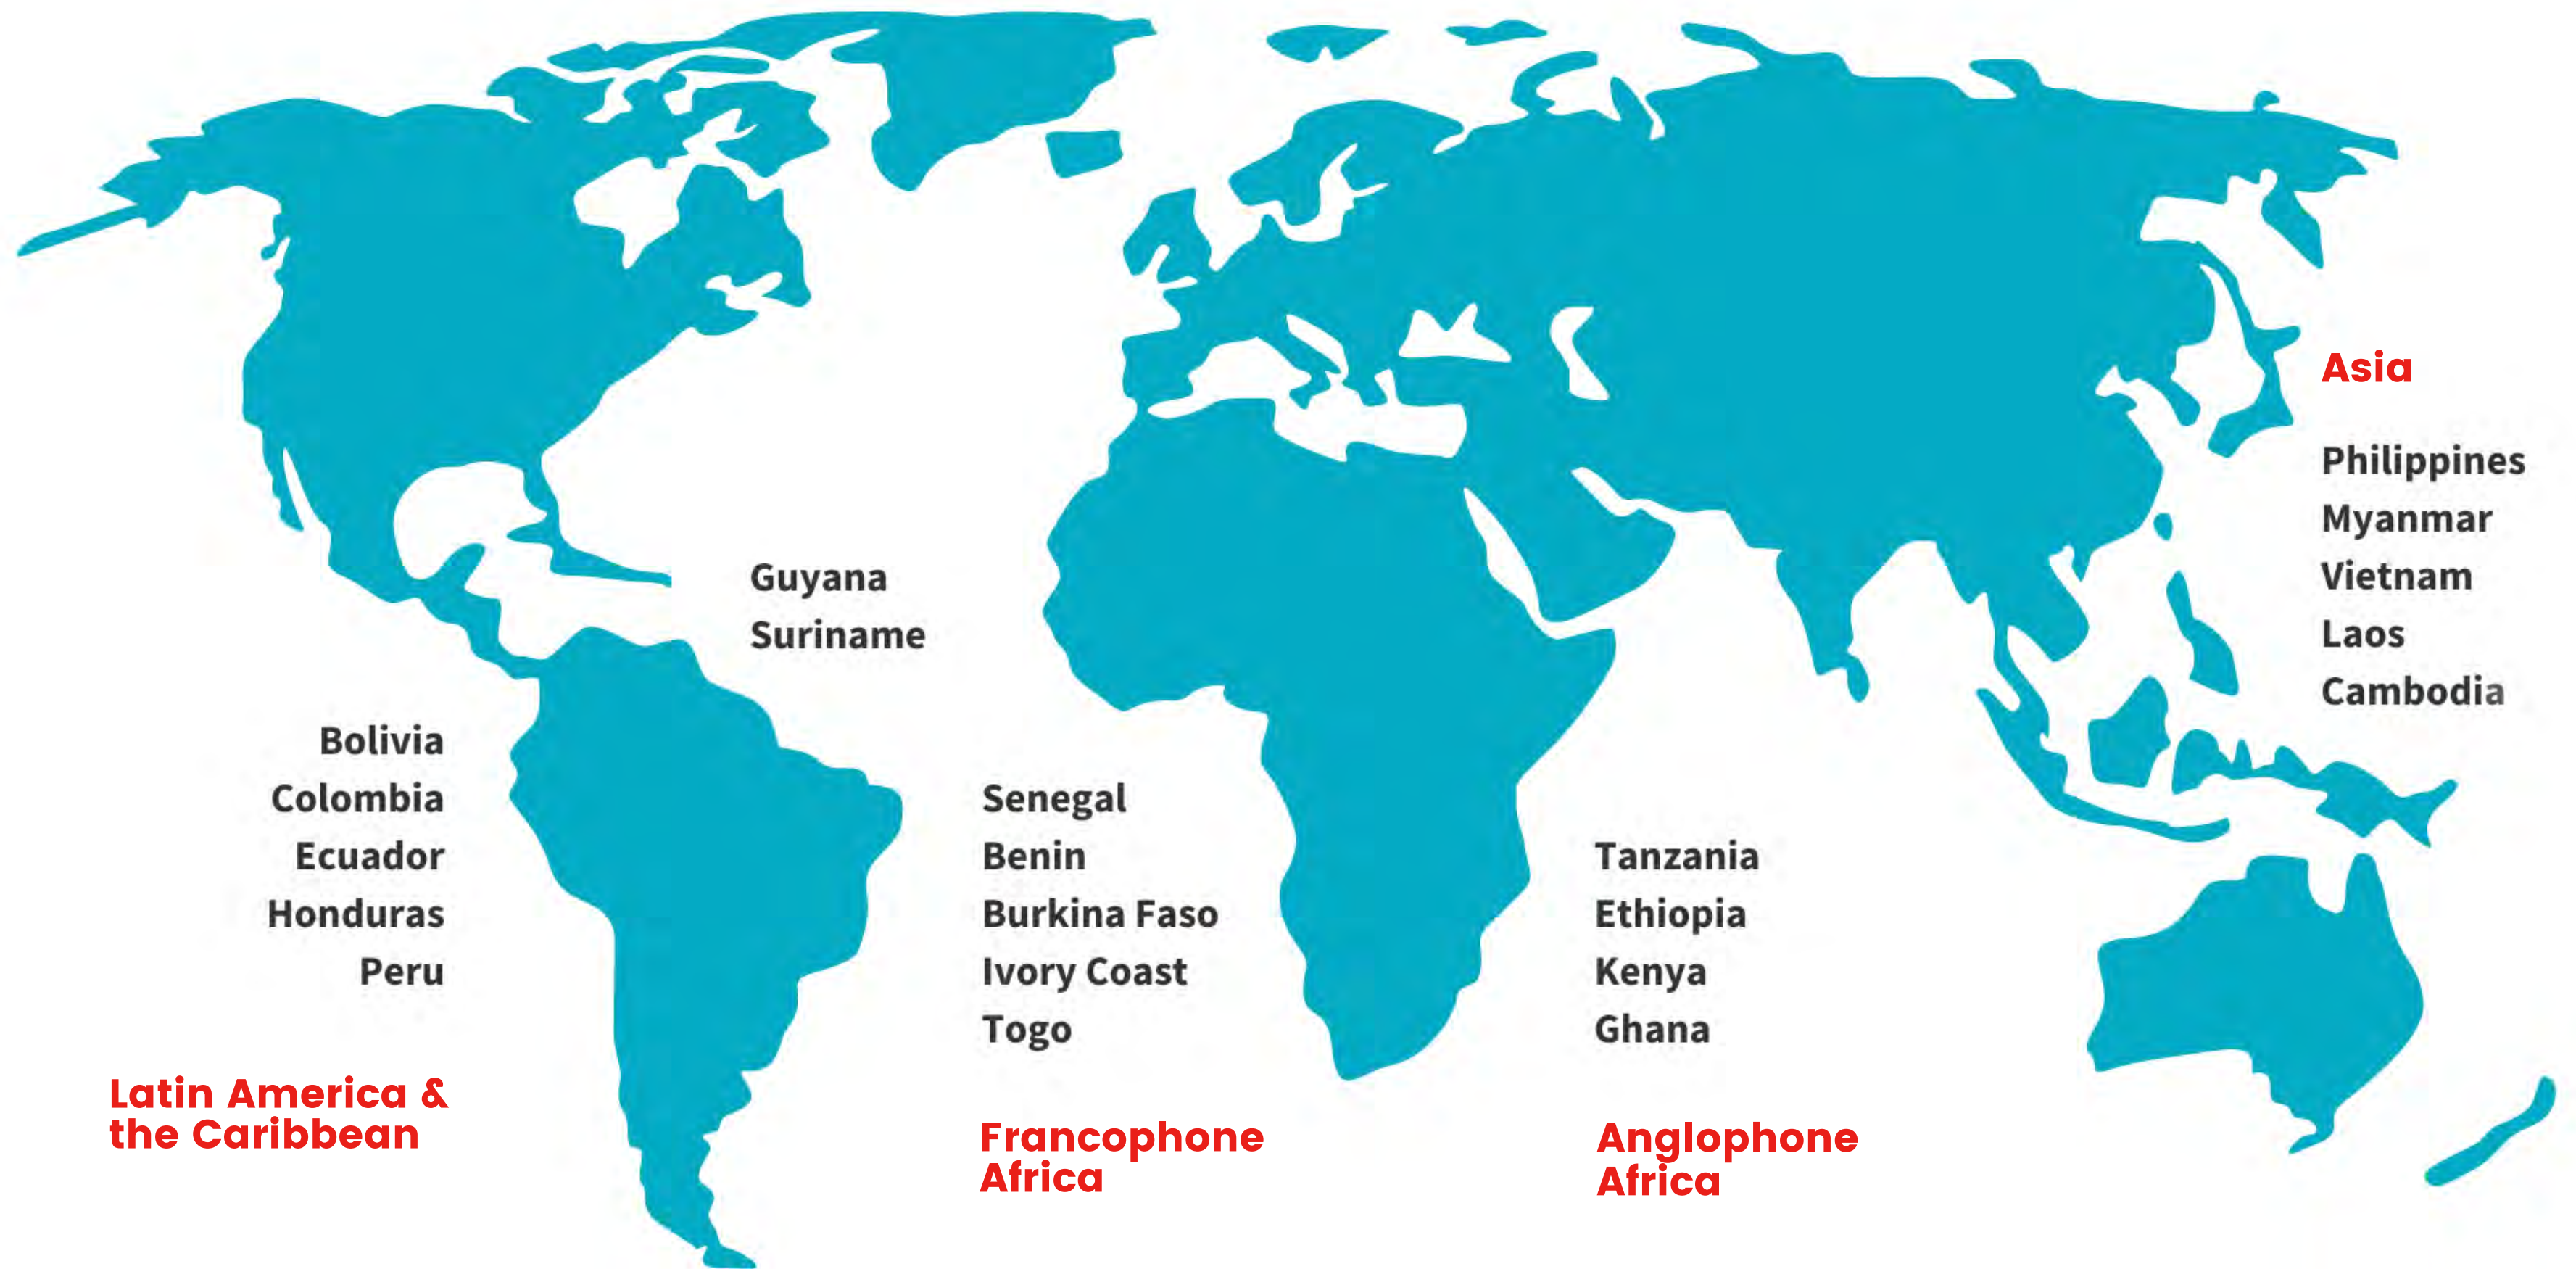 Guyana
Suriname
Bolivia
Colombia
Ecuador
Honduras
Peru
Latin America &
the Caribbean
Senegal
Benin
Burkina Faso
Ivory Coast
Togo
Francophone
Africa
Tanzania
Ethiopia
Kenya
Ghana
Anglophone
Africa
Asia
Philippines
Myanmar
Vietnam
Laos
Cambodia